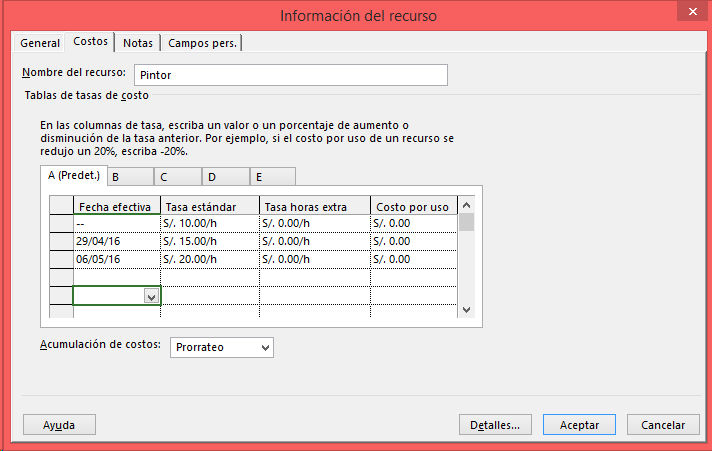 Información del recurso
General Costos Notas Campos pers.
Nombre del recurso: Pintor
Tablas de tasas de costo
En las columnas de tasa, escriba un valor o un porcentaje de aumento o
disminución de la tasa anterior. Por ejemplo, si el costo por uso de un recurso se
redujo un 20%, escriba -20%.
A (Predet.) B C D E
Fecha efectiva Tasa estándar Tasa horas extra Costo por uso
-- S/. 10.00/h S/. 0.00/h S/. 0.00
29/04/16 S/. 15.00/h S/. 0.00/h S/. 0.00
06/05/16 S/. 20.00/h S/. 0.00/h S/. 0.00
Acumulación de costos: Prorrateo
Ayuda Detalles... Aceptar Cancelar